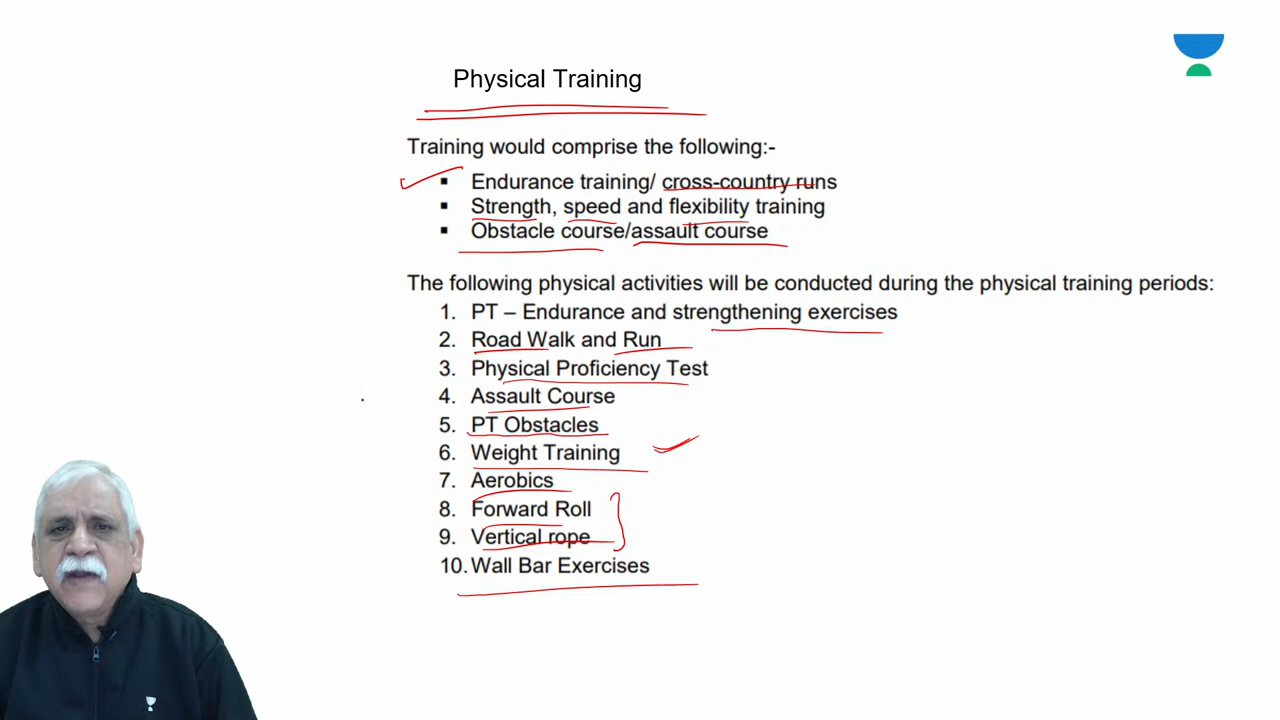 Physical Training
Training would comprise the following:-
▪ Endurance training/ cross-country runs
▪ Strength, speed and flexibility training
▪ Obstacle course/assault course
The following physical activities will be conducted during the physical training periods:
1. PT – Endurance and strengthening exercises
2. Road Walk and Run
3. Physical Proficiency Test
4. Assault Course
5. PT Obstacles
6. Weight Training
7. Aerobics
8. Forward Roll
9. Vertical rope
10. Wall Bar Exercises